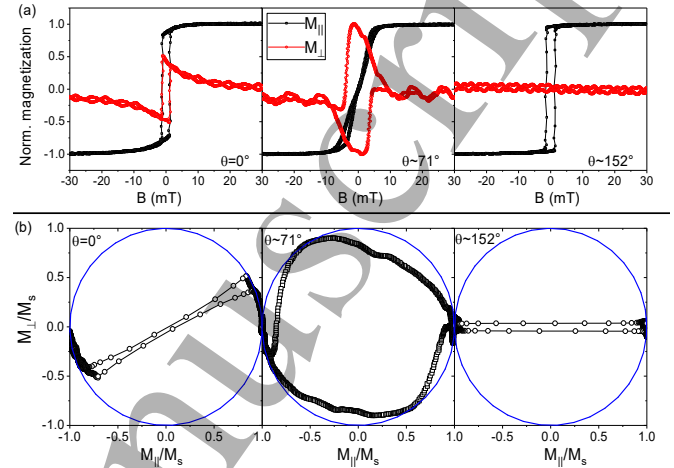 (a)
M||
M⊥
Norm. magnetization
1.0
0.5
0.0
-0.5
-1.0
θ=0°
θ~71°
θ~152°
-30 -20 -10 0 10 20 30 -20 -10 0 10 20 30 -20 -10 0 10 20 30
B (mT) B (mT) B (mT)
(b)
θ=0°
θ~71°
θ~152°
M⊥/Ms
1.0
0.5
0.0
-0.5
-1.0
-1.0 -0.5 0.0 0.5 1.0 -0.5 0.0 0.5 1.0 -0.5 0.0 0.5 1.0
M||/Ms M||/Ms M||/Ms